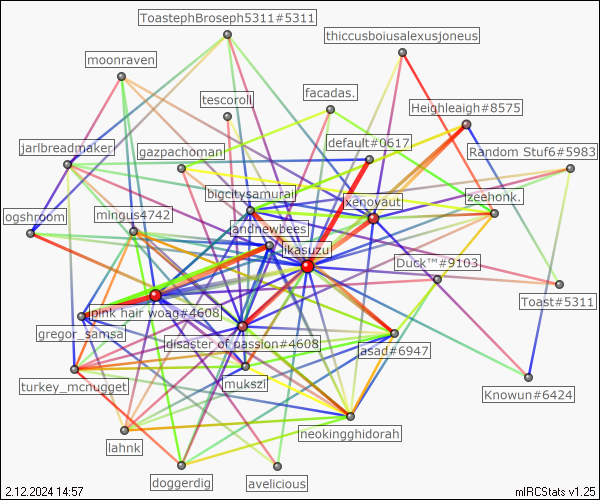 ToastephBroseph5311#5311
thiccusboiusalexusjoneus
moonraven
facadas.
tescoroll
Heighleaigh#8575
default#0617
jarlbreadmaker
gazpachoman
Random Stuf6#5983
bigcitysamurai
xenoyaut
zeehonk.
ogshroom
mingus4742
andnewbees
likasuzu
Duck™#9103
Toast#5311
pink hair woag#4608
gregor_samsa
disaster of passion#4608
asad#6947
turkey_mcnugget
mukszi
Knowun#6424
lahnk
neokingghidorah
doggerdig
avelicious
2.12.2024 14:57
mIRCStats v1.25